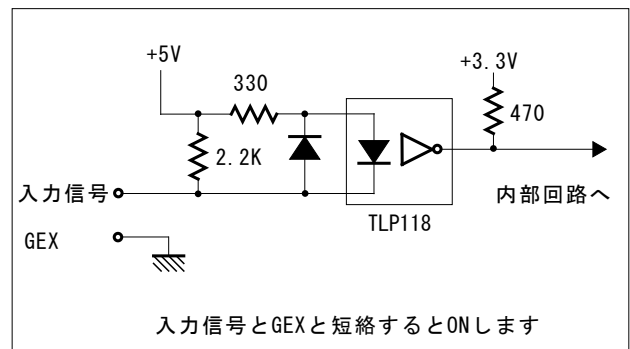 +5V
330
+3.3V
470
2.2K
入力信号
内部回路へ
TLP118
GEX
入力信号とGEXと短絡するとONします